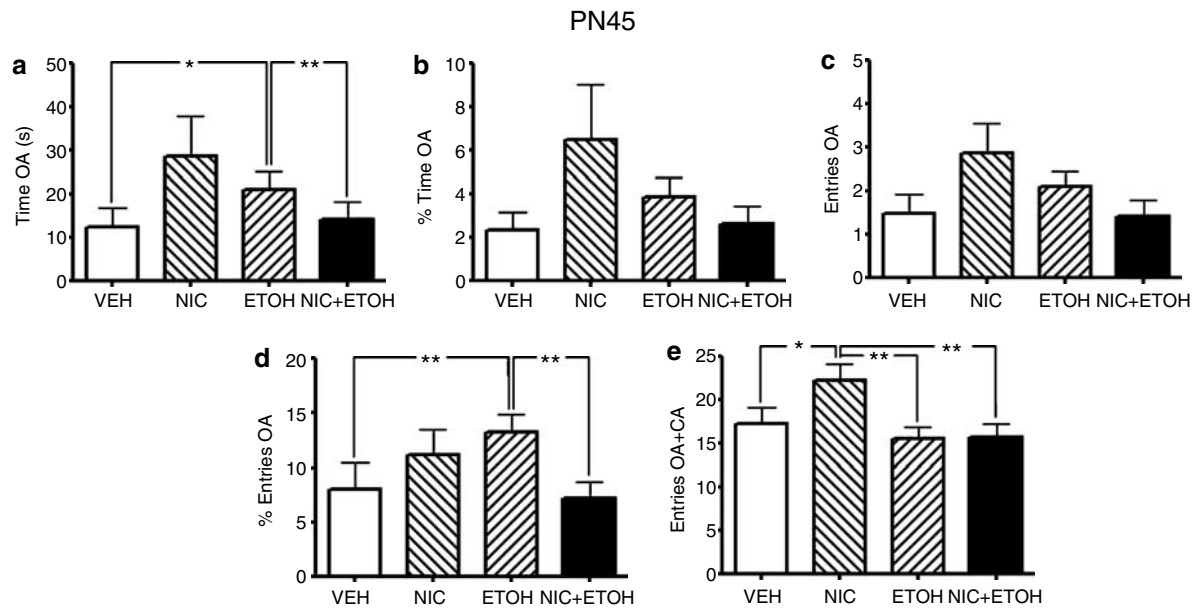 PN45
a
Time OA (s)
50
40
30
20
10
0
* **
VEH NIC ETOH NIC+ETOH
b
% Time OA
10
8
6
4
2
0
VEH NIC ETOH NIC+ETOH
c
Entries OA
5
4
3
2
1
0
VEH NIC ETOH NIC+ETOH
d
% Entries OA
20
15
10
5
0
** **
VEH NIC ETOH NIC+ETOH
e
Entries OA+CA
25
20
15
10
5
0
* ** **
VEH NIC ETOH NIC+ETOH